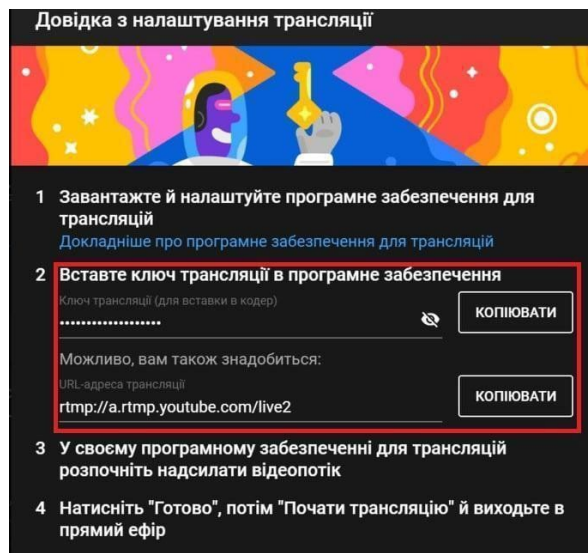 Довідка з налаштування трансляції
1 Завантажте й налаштуйте програмне забезпечення для
трансляцій
Докладніше про програмне забезпечення для трансляцій
2 Вставте ключ трансляції в програмне забезпечення
Ключ трансляції (для вставки в кодер)
•••••••••••••••••••
КОПІЮВАТИ
Можливо, вам також знадобиться:
URL-адреса трансляції
rtmp://a.rtmp.youtube.com/live2
КОПІЮВАТИ
3 У своєму програмному забезпеченні для трансляцій
розпочніть надсилати відеопотік
4 Натисніть "Готово", потім "Почати трансляцію" й виходьте в
прямий ефір